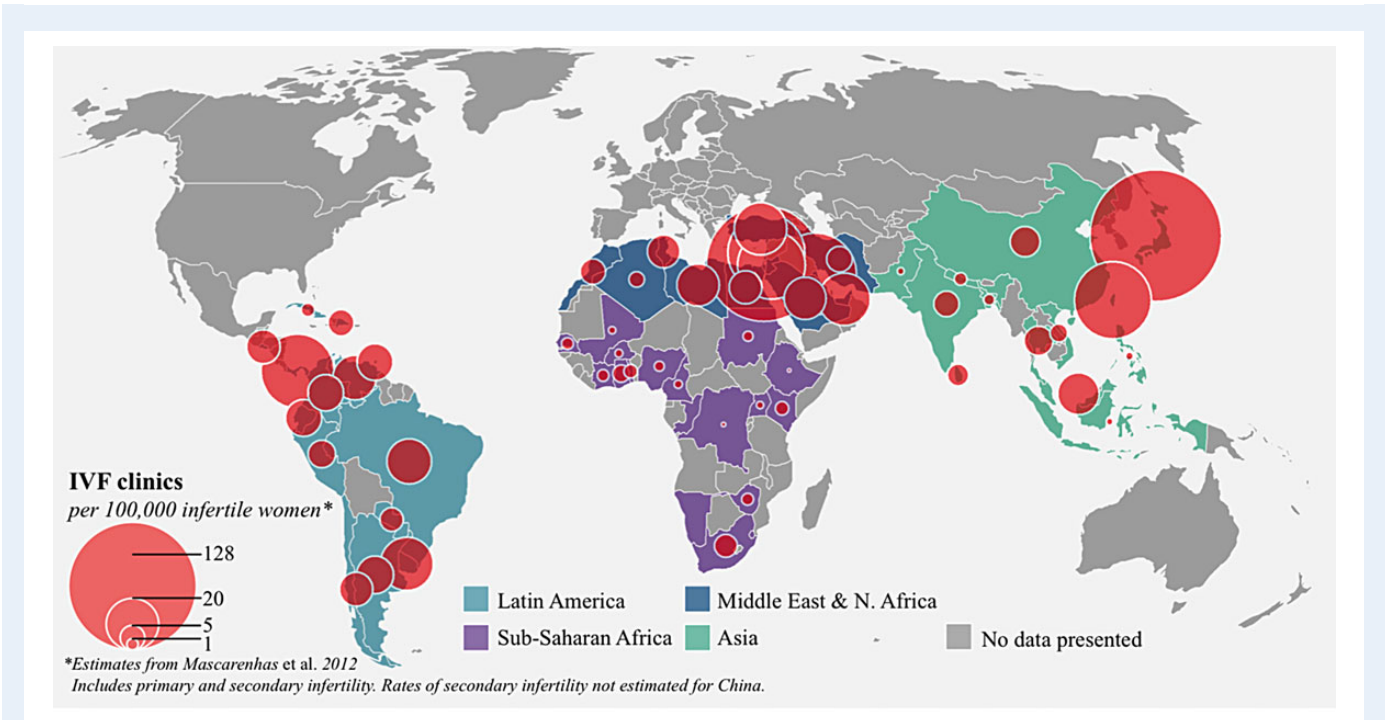 IVF clinics
per 100,000 infertile women*
128
20
5
1
Latin America
Middle East & N. Africa
Sub-Saharan Africa
Asia
No data presented
*Estimates from Mascarenhas et al. 2012
Includes primary and secondary infertility. Rates of secondary infertility not estimated for China.